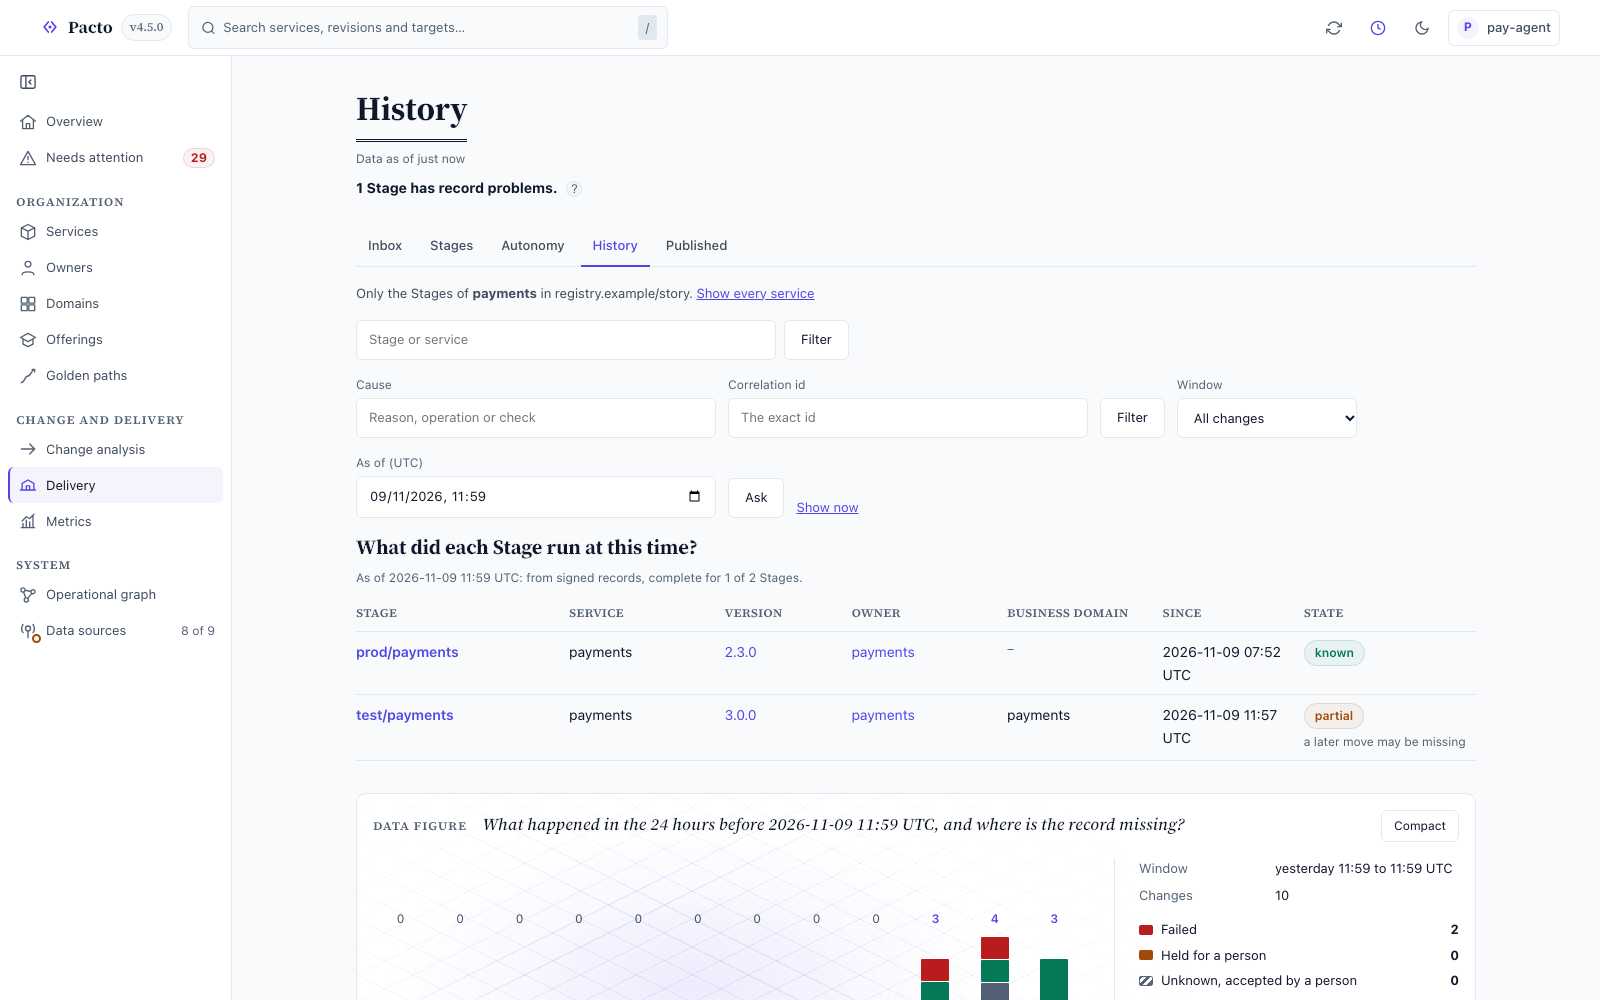 Pacto v4.5.0
Search services, revisions and targets... /
P pay-agent
Overview
Needs attention 29
ORGANIZATION
Services
Owners
Domains
Offerings
Golden paths
CHANGE AND DELIVERY
Change analysis
Delivery
Metrics
SYSTEM
Operational graph
Data sources 8 of 9
History
Data as of just now
1 Stage has record problems. ?
Inbox Stages Autonomy History Published
Only the Stages of payments in registry.example/story. Show every service
Stage or service Filter
Cause Correlation id Window
Reason, operation or check The exact id Filter All changes
As of (UTC)
09/11/2026, 11:59 Ask Show now
What did each Stage run at this time?
As of 2026-11-09 11:59 UTC: from signed records, complete for 1 of 2 Stages.
STAGE SERVICE VERSION OWNER BUSINESS DOMAIN SINCE STATE
prod/payments payments 2.3.0 payments – 2026-11-09 07:52 UTC known
test/payments payments 3.0.0 payments payments 2026-11-09 11:57 UTC partial
a later move may be missing
DATA FIGURE What happened in the 24 hours before 2026-11-09 11:59 UTC, and where is the record missing? Compact
0 0 0 0 0 0 0 0 0 3 4 3
Window yesterday 11:59 to 11:59 UTC
Changes 10
Failed 2
Held for a person 0
Unknown, accepted by a person 0